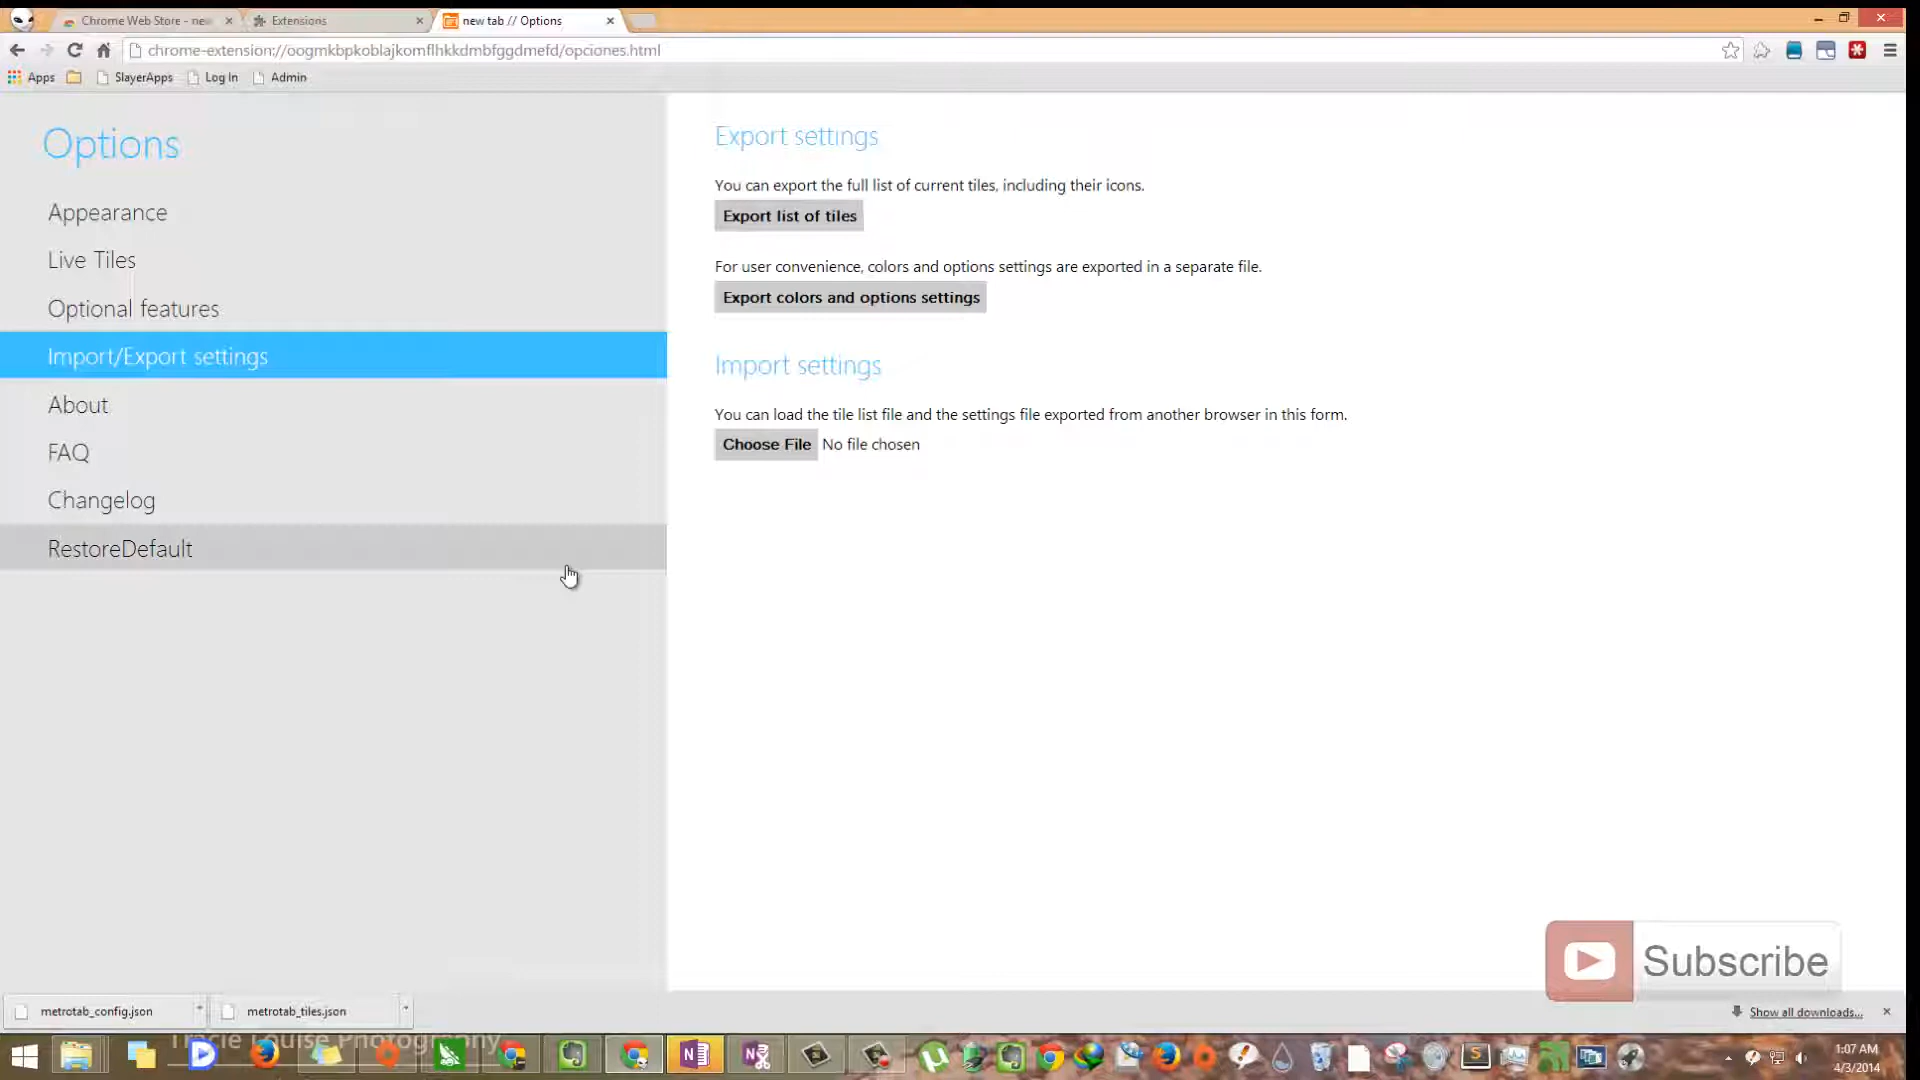 Chrome Web Store - new
Extensions
new tab // Options
chrome-extension://oogmkbpkoblajkomflhkkdmbfggdmefd/opciones.html
Apps
SlayerApps
Log In
Admin
Options
Appearance
Live Tiles
Optional features
Import/Export settings
About
FAQ
Changelog
RestoreDefault
Export settings
You can export the full list of current tiles, including their icons.
Export list of tiles
For user convenience, colors and options settings are exported in a separate file.
Export colors and options settings
Import settings
You can load the tile list file and the settings file exported from another browser in this form.
Choose File No file chosen
Subscribe
metrotab_config.json
metrotab_tiles.json
Show all downloads...
Tracie Louise Photography
1:07 AM
4/3/2014